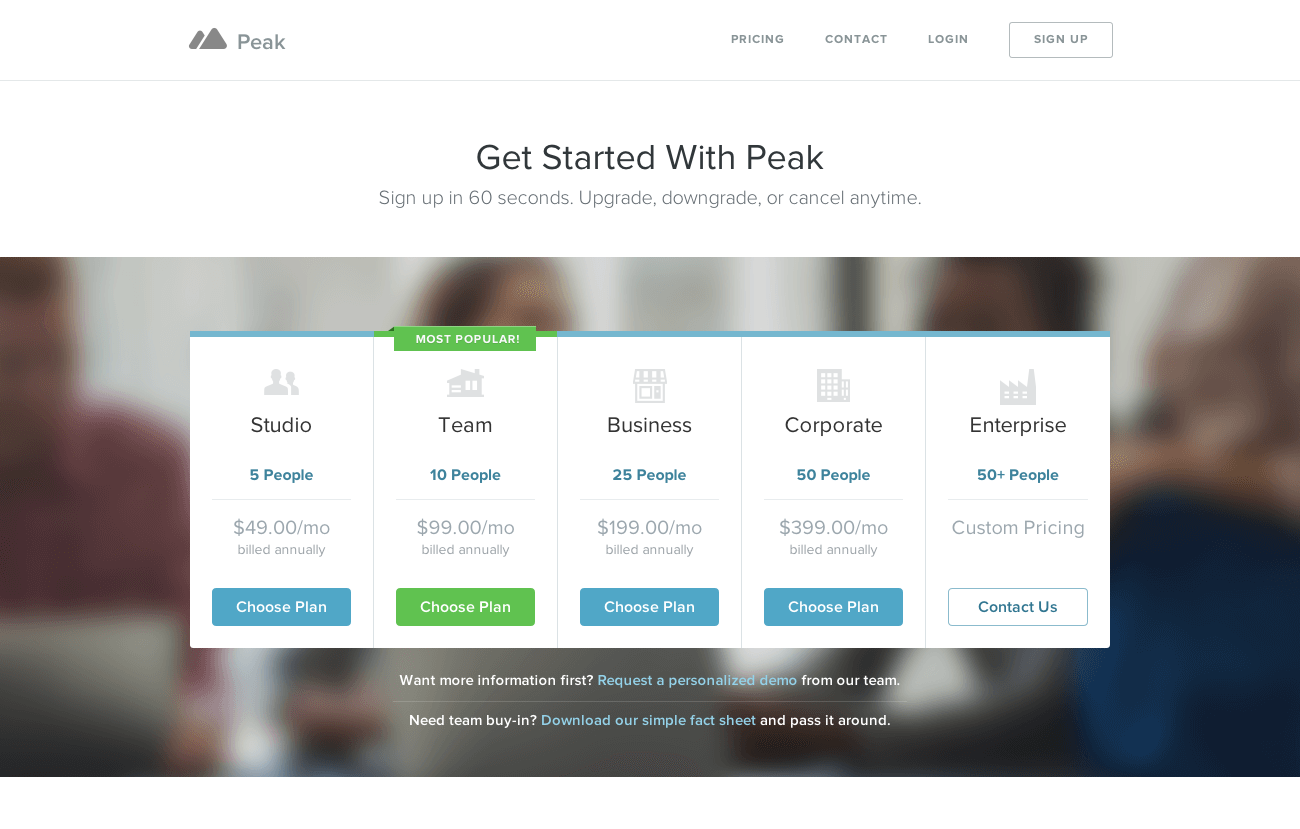 Peak
PRICING
CONTACT
LOGIN
SIGN UP
Get Started With Peak
Sign up in 60 seconds. Upgrade, downgrade, or cancel anytime.
Studio
5 People
$49.00/mo
billed annually
Choose Plan
MOST POPULAR!
Team
10 People
$99.00/mo
billed annually
Choose Plan
Business
25 People
$199.00/mo
billed annually
Choose Plan
Corporate
50 People
$399.00/mo
billed annually
Choose Plan
Enterprise
50+ People
Custom Pricing
Contact Us
Want more information first? Request a personalized demo from our team.
Need team buy-in? Download our simple fact sheet and pass it around.